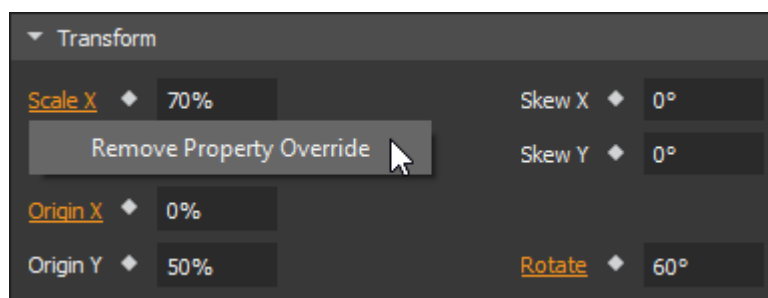 Transform
Scale X 70% Skew X 0°
Remove Property Override Skew Y 0°
Origin X 0%
Origin Y 50% Rotate 60°